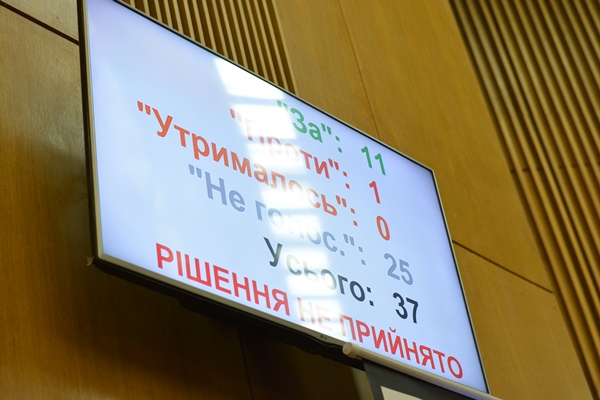 "За": 11
"Проти": 1
"Утрималось": 0
"Не голос.": 25
Усього: 37
РІШЕННЯ НЕ ПРИЙНЯТО